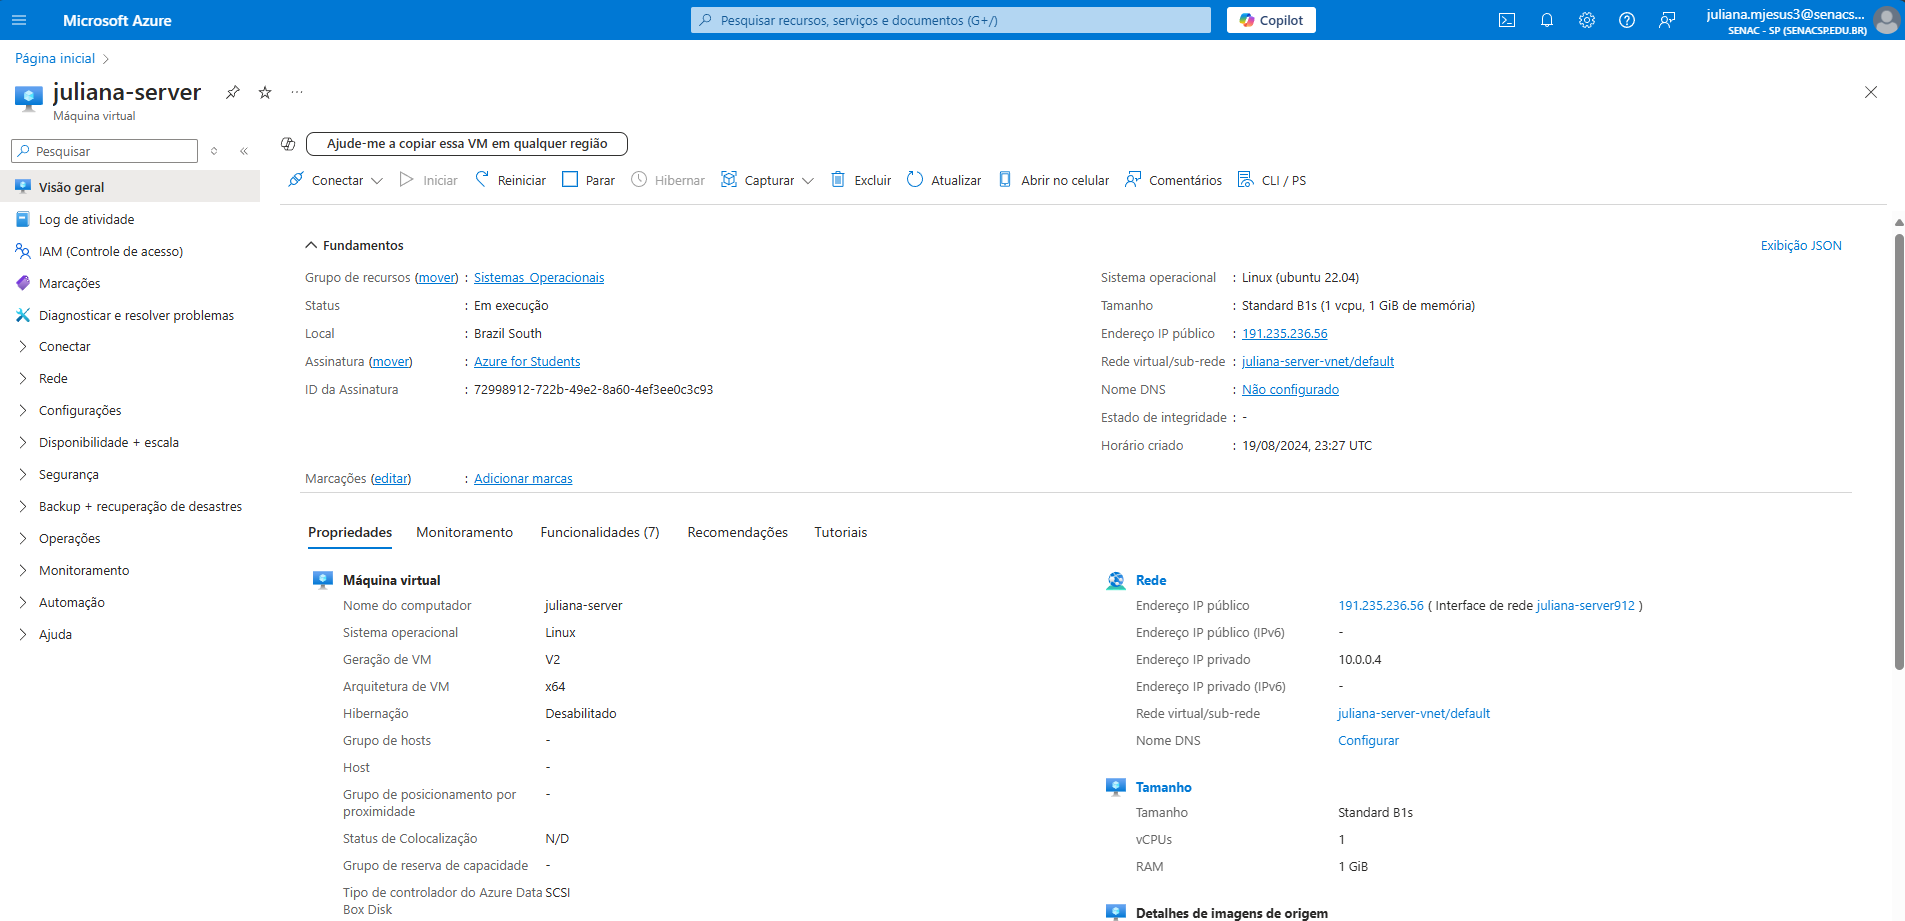 Microsoft Azure
Pesquisar recursos, serviços e documentos (G+/)
Copilot
juliana.mjesus3@senacs...
SENAC - SP (SENACSP.EDU.BR)
Página inicial
juliana-server
Máquina virtual
Pesquisar
Visão geral
Log de atividade
IAM (Controle de acesso)
Marcações
Diagnosticar e resolver problemas
Conectar
Rede
Configurações
Disponibilidade + escala
Segurança
Backup + recuperação de desastres
Operações
Monitoramento
Automação
Ajuda
Ajude-me a copiar essa VM em qualquer região
Conectar Iniciar Reiniciar Parar Hibernar Capturar Excluir Atualizar Abrir no celular Comentários CLI / PS
Fundamentos
Exibição JSON
Grupo de recursos (mover) : Sistemas_Operacionais
Status : Em execução
Local : Brazil South
Assinatura (mover) : Azure for Students
ID da Assinatura : 72998912-722b-49e2-8a60-4ef3ee0c3c93
Sistema operacional : Linux (ubuntu 22.04)
Tamanho : Standard B1s (1 vcpu, 1 GiB de memória)
Endereço IP público : 191.235.236.56
Rede virtual/sub-rede : juliana-server-vnet/default
Nome DNS : Não configurado
Estado de integridade : -
Horário criado : 19/08/2024, 23:27 UTC
Marcações (editar) : Adicionar marcas
Propriedades Monitoramento Funcionalidades (7) Recomendações Tutoriais
Máquina virtual
Nome do computador juliana-server
Sistema operacional Linux
Geração de VM V2
Arquitetura de VM x64
Hibernação Desabilitado
Grupo de hosts -
Host -
Grupo de posicionamento por -
proximidade
Status de Colocalização N/D
Grupo de reserva de capacidade -
Tipo de controlador do Azure Data SCSI
Box Disk
Rede
Endereço IP público 191.235.236.56 ( Interface de rede juliana-server912 )
Endereço IP público (IPv6) -
Endereço IP privado 10.0.0.4
Endereço IP privado (IPv6) -
Rede virtual/sub-rede juliana-server-vnet/default
Nome DNS Configurar
Tamanho
Tamanho Standard B1s
vCPUs 1
RAM 1 GiB
Detalhes de imagens de origem